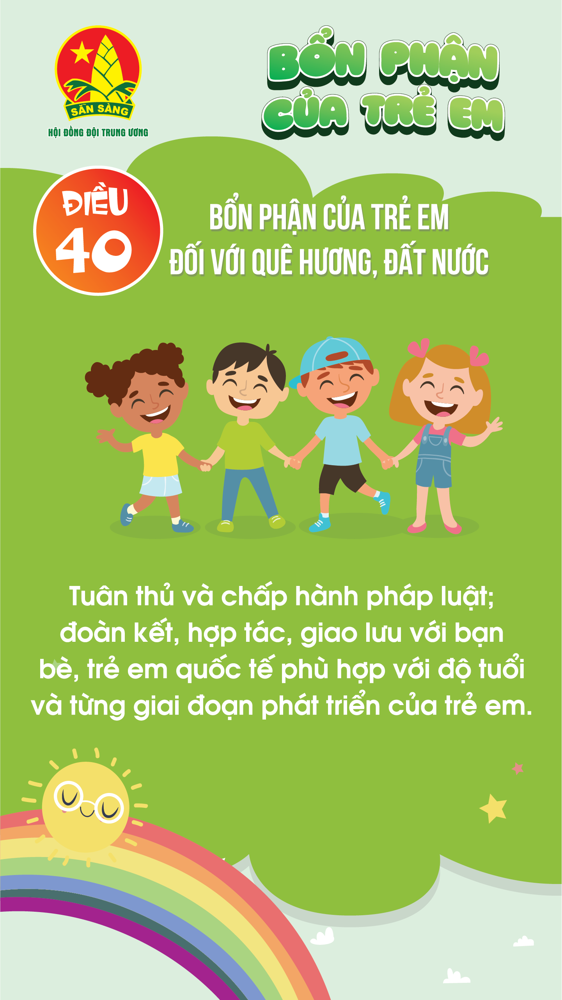 SẴN SÀNG
HỘI ĐỒNG ĐỘI TRUNG ƯƠNG
BỔN PHẬN
CỦA TRẺ EM
ĐIỀU
40
BỔN PHẬN CỦA TRẺ EM
ĐỐI VỚI QUÊ HƯƠNG, ĐẤT NƯỚC
Tuân thủ và chấp hành pháp luật;
đoàn kết, hợp tác, giao lưu với bạn
bè, trẻ em quốc tế phù hợp với độ tuổi
và từng giai đoạn phát triển của trẻ em.